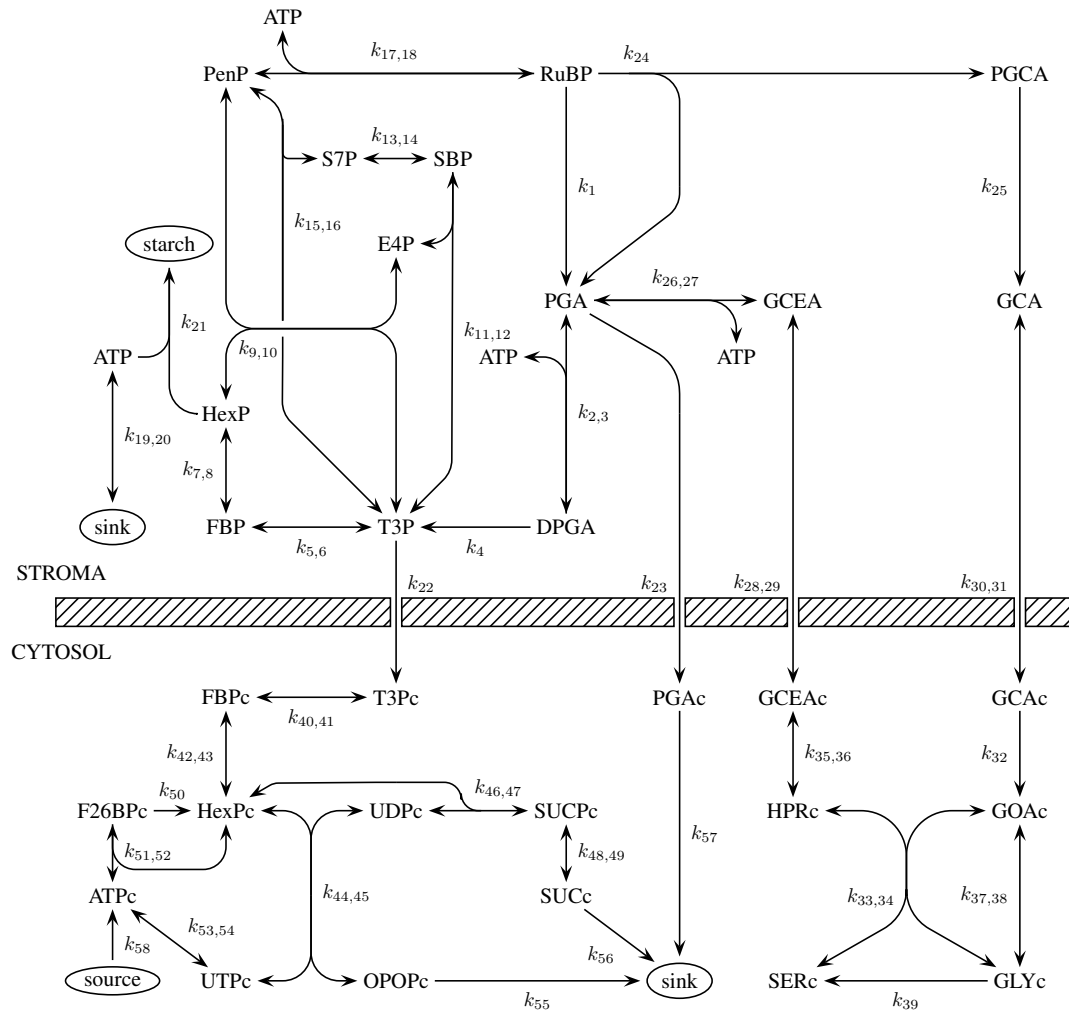 ATP
k17,18 k24
PenP RuBP PGCA
k13,14
S7P SBP
k1 k25
k15,16
starch E4P
k26,27
PGA GCEA GCA
k21 k11,12
k9,10
ATP ATP ATP
HexP k2,3
k19,20
k7,8
sink FBP T3P DPGA
k5,6 k4
STROMA k22 k23 k28,29 k30,31
CYTOSOL
FBPc T3Pc PGAc GCEAc GCAc
k40,41
k42,43 k35,36 k32
k50 k46,47
F26BPc HexPc UDPc SUCPc HPRc GOAc
k57
k51,52 k48,49
ATPc k44,45 SUCc k33,34 k37,38
k53,54
k58 k56
source UTPc OPOPc sink SERc GLYc
k55 k39